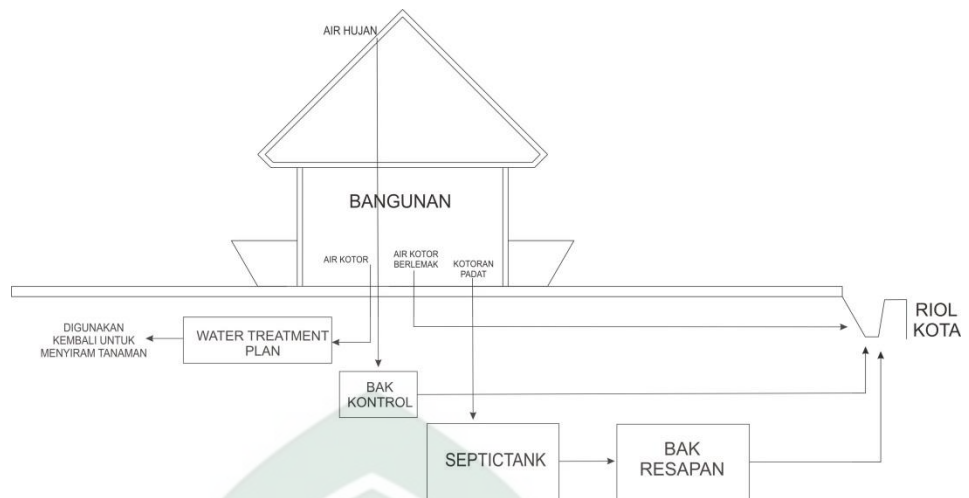 AIR HUJAN
BANGUNAN
AIR KOTOR
AIR KOTOR
BERLEMAK
KOTORAN
PADAT
RIOL
KOTA
DIGUNAKAN
KEMBALI UNTUK
MENYIRAM TANAMAN
WATER TREATMENT
PLAN
BAK
KONTROL
SEPTICTANK
BAK
RESAPAN